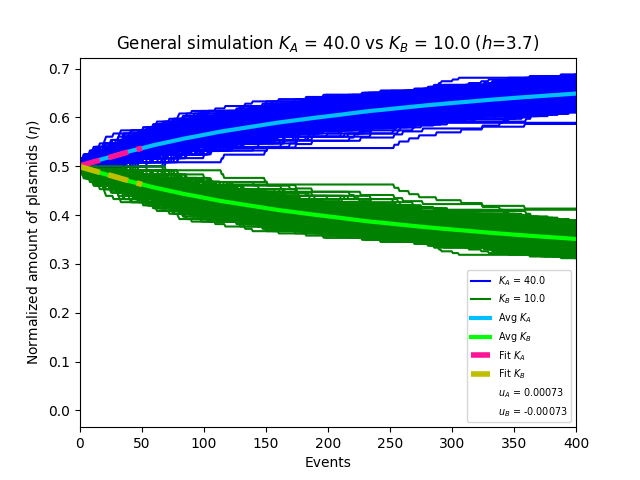 General simulation K_A = 40.0 vs K_B = 10.0 (h=3.7)
Normalized amount of plasmids (η)
0.7
0.6
0.5
0.4
0.3
0.2
0.1
0.0
K_A = 40.0
K_B = 10.0
Avg K_A
Avg K_B
Fit K_A
Fit K_B
u_A = 0.00073
u_B = -0.00073
0 50 100 150 200 250 300 350 400
Events